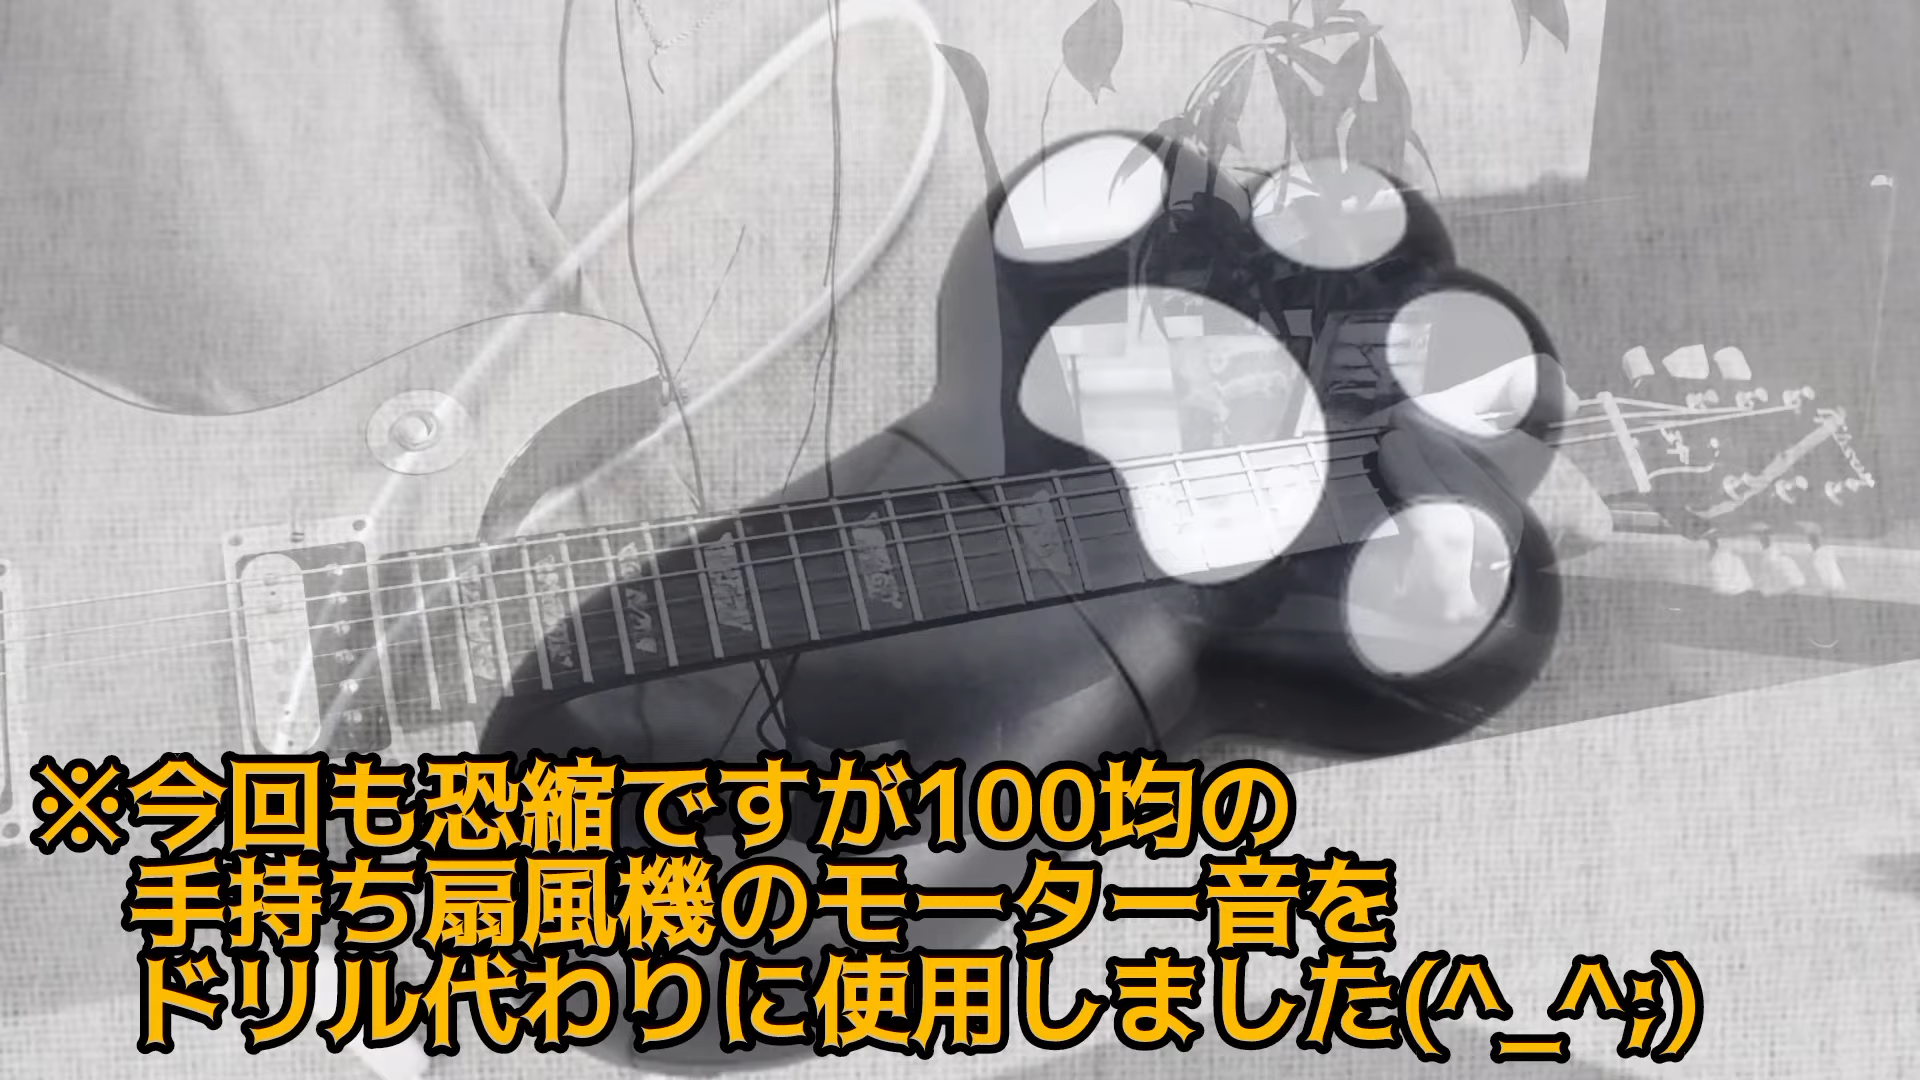 ※今回も恐縮ですが100均の
手持ち扇風機のモーター音を
ドリル代わりに使用しました(^_^;)